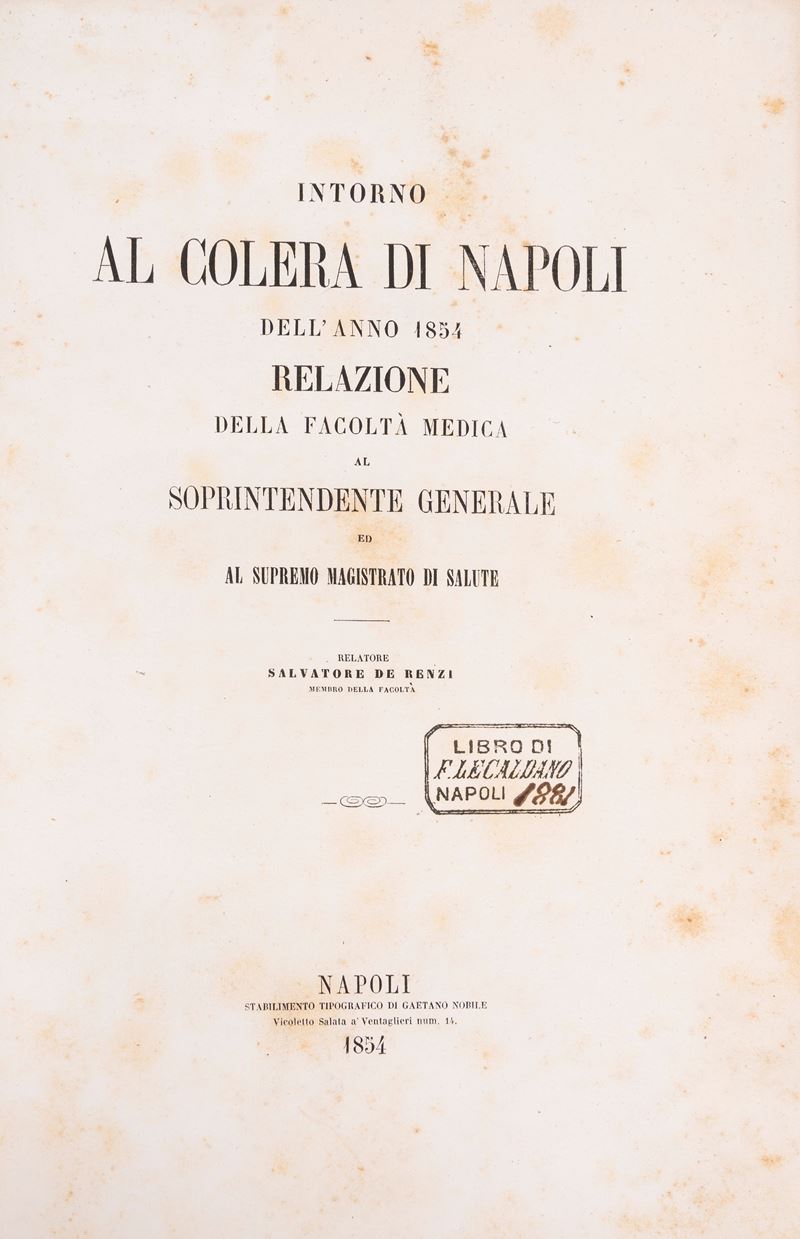 INTORNO
AL COLERA DI NAPOLI
DELL' ANNO 1854
RELAZIONE
DELLA FACOLTÀ MEDICA
AL
SOPRINTENDENTE GENERALE
ED
AL SUPREMO MAGISTRATO DI SALUTE
RELATORE
SALVATORE DE RENZI
MEMBRO DELLA FACOLTÀ
LIBRO DI
F. LECALDANO
NAPOLI 1881
NAPOLI
STABILIMENTO TIPOGRAFICO DI GAETANO NOBILE
Vicoletto Salata a' Ventaglieri num. 14.
1854